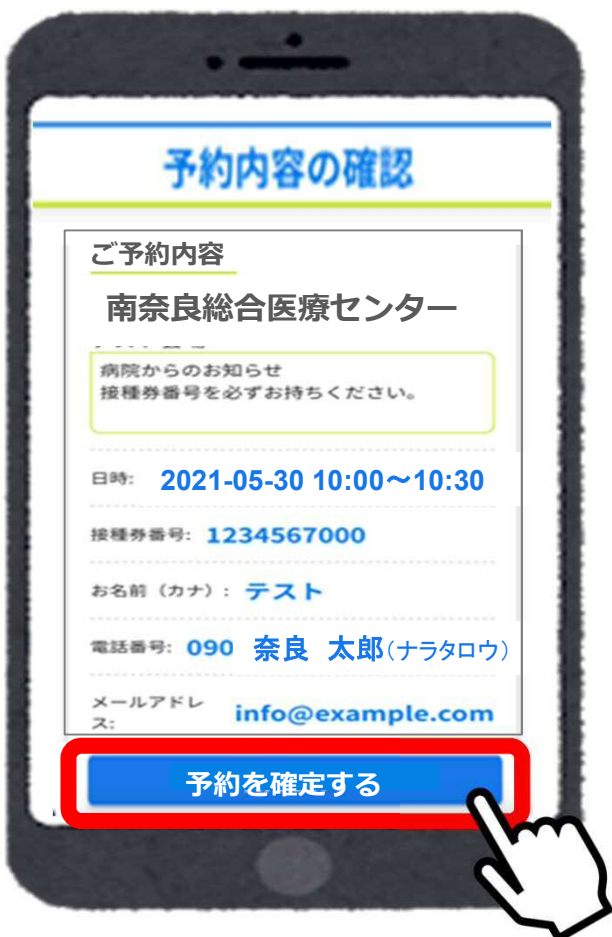 予約内容の確認
ご予約内容
南奈良総合医療センター
病院からのお知らせ
接種券番号を必ずお持ちください。
日時: 2021-05-30 10:00～10:30
接種券番号: 1234567000
お名前（カナ）: テスト
電話番号: 090 奈良 太郎(ナラタロウ)
メールアドレ
ス: info@example.com
予約を確定する